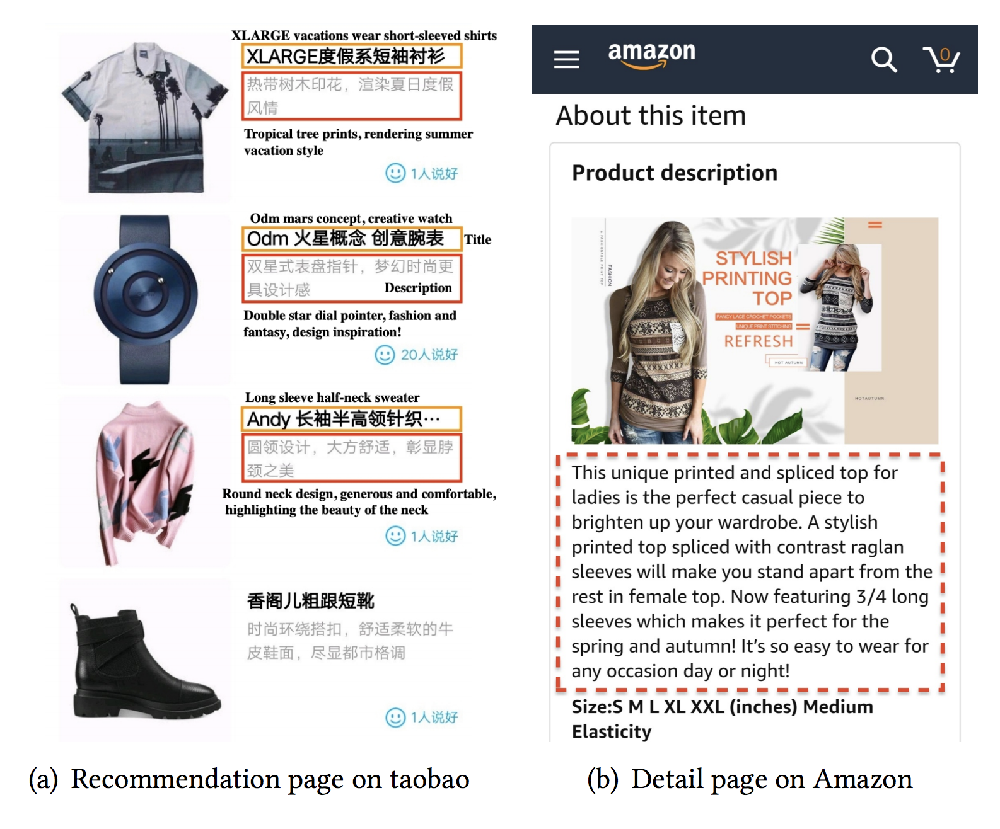 XLARGE vacations wear short-sleeved shirts
XLARGE度假系短袖衬衫
热带树木印花，渲染夏日度假
风情
Tropical tree prints, rendering summer
vacation style
1人说好
Odm mars concept, creative watch
Odm 火星概念 创意腕表
Title
双星式表盘指针，梦幻时尚更
具设计感
Description
Double star dial pointer, fashion and
fantasy, design inspiration!
20人说好
Long sleeve half-neck sweater
Andy 长袖半高领针织…
圆领设计，大方舒适，彰显脖
颈之美
Round neck design, generous and comfortable,
highlighting the beauty of the neck
1人说好
香阁儿粗跟短靴
时尚环绕搭扣，舒适柔软的牛
皮鞋面，尽显都市格调
1人说好
(a) Recommendation page on taobao
amazon
0
About this item
Product description
A FASHIONABLE PRINT TOP
FASHION
STYLISH
PRINTING
TOP
FANCY LACE CROCHET POCKETS
UNIQUE PRINT STITCHING
REFRESH
HOT AUTUMN
HOTAUTUMN
This unique printed and spliced top for
ladies is the perfect casual piece to
brighten up your wardrobe. A stylish
printed top spliced with contrast raglan
sleeves will make you stand apart from the
rest in female top. Now featuring 3/4 long
sleeves which makes it perfect for the
spring and autumn! It’s so easy to wear for
any occasion day or night!
Size:S M L XL XXL (inches) Medium
Elasticity
(b) Detail page on Amazon